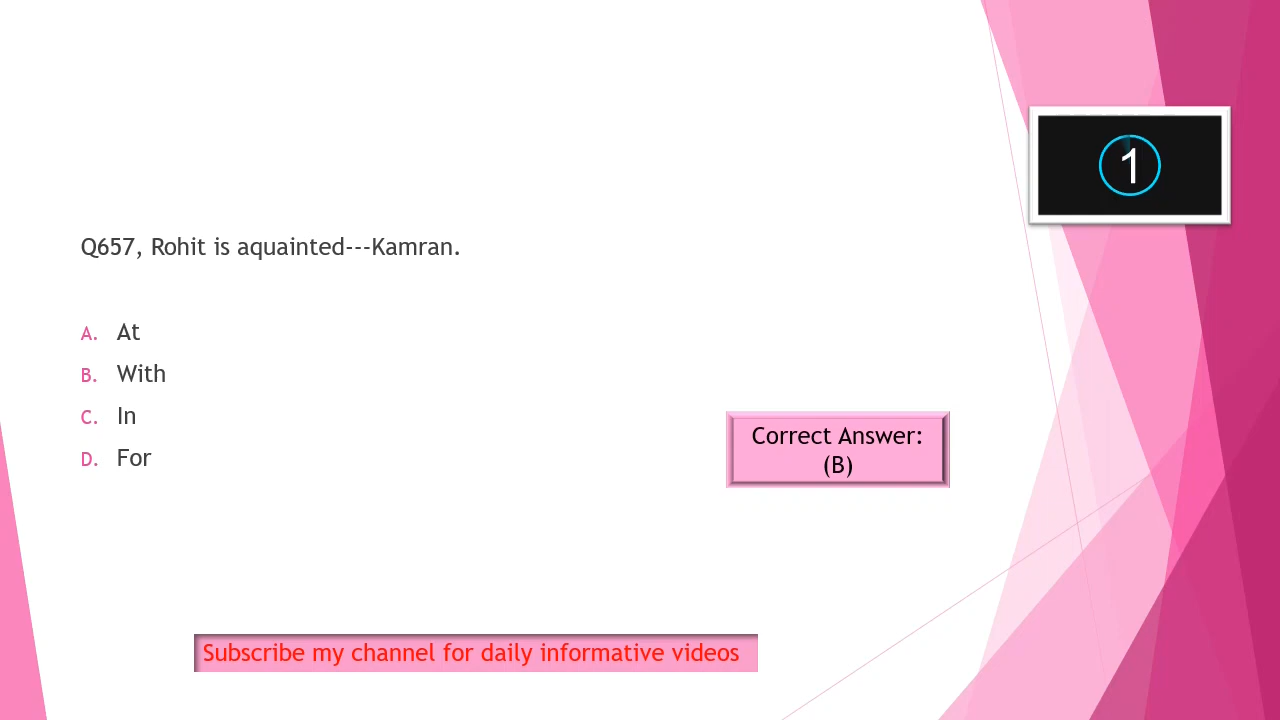 1
Q657, Rohit is aquainted---Kamran.
A. At
B. With
C. In
D. For
Correct Answer:
(B)
Subscribe my channel for daily informative videos